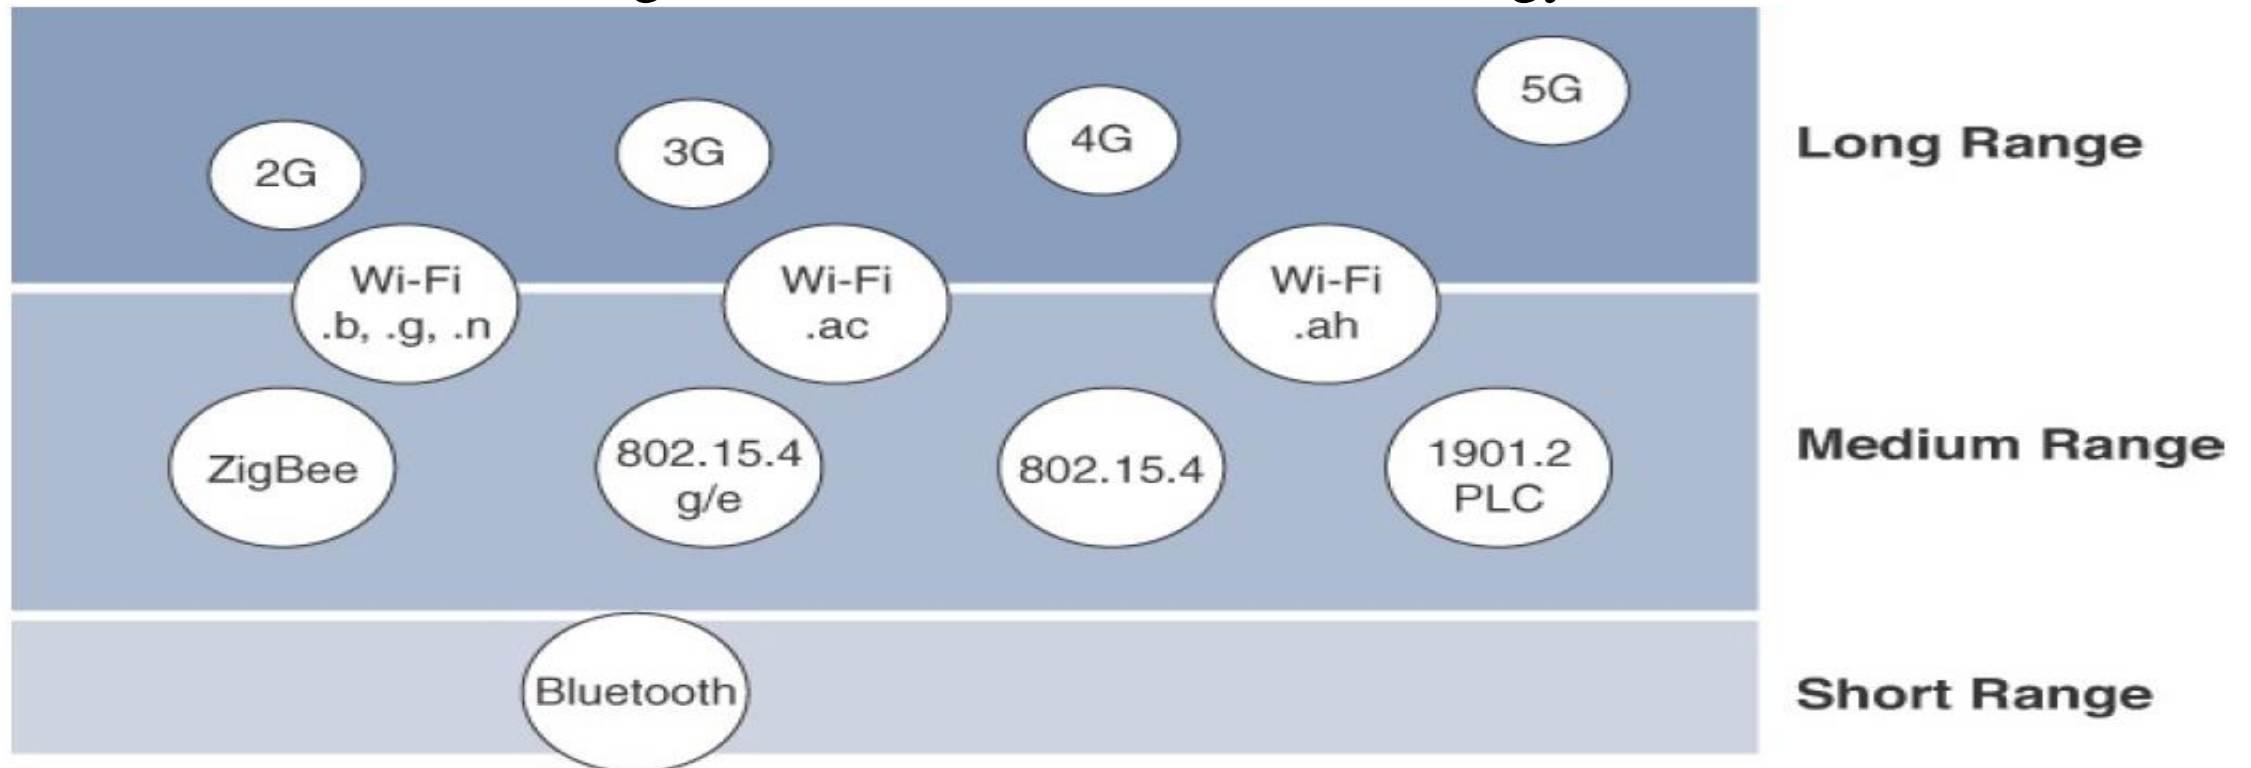 5G
4G
3G
2G
Long Range
Wi-Fi
.b, .g, .n
Wi-Fi
.ac
Wi-Fi
.ah
ZigBee
802.15.4
g/e
802.15.4
1901.2
PLC
Medium Range
Bluetooth
Short Range